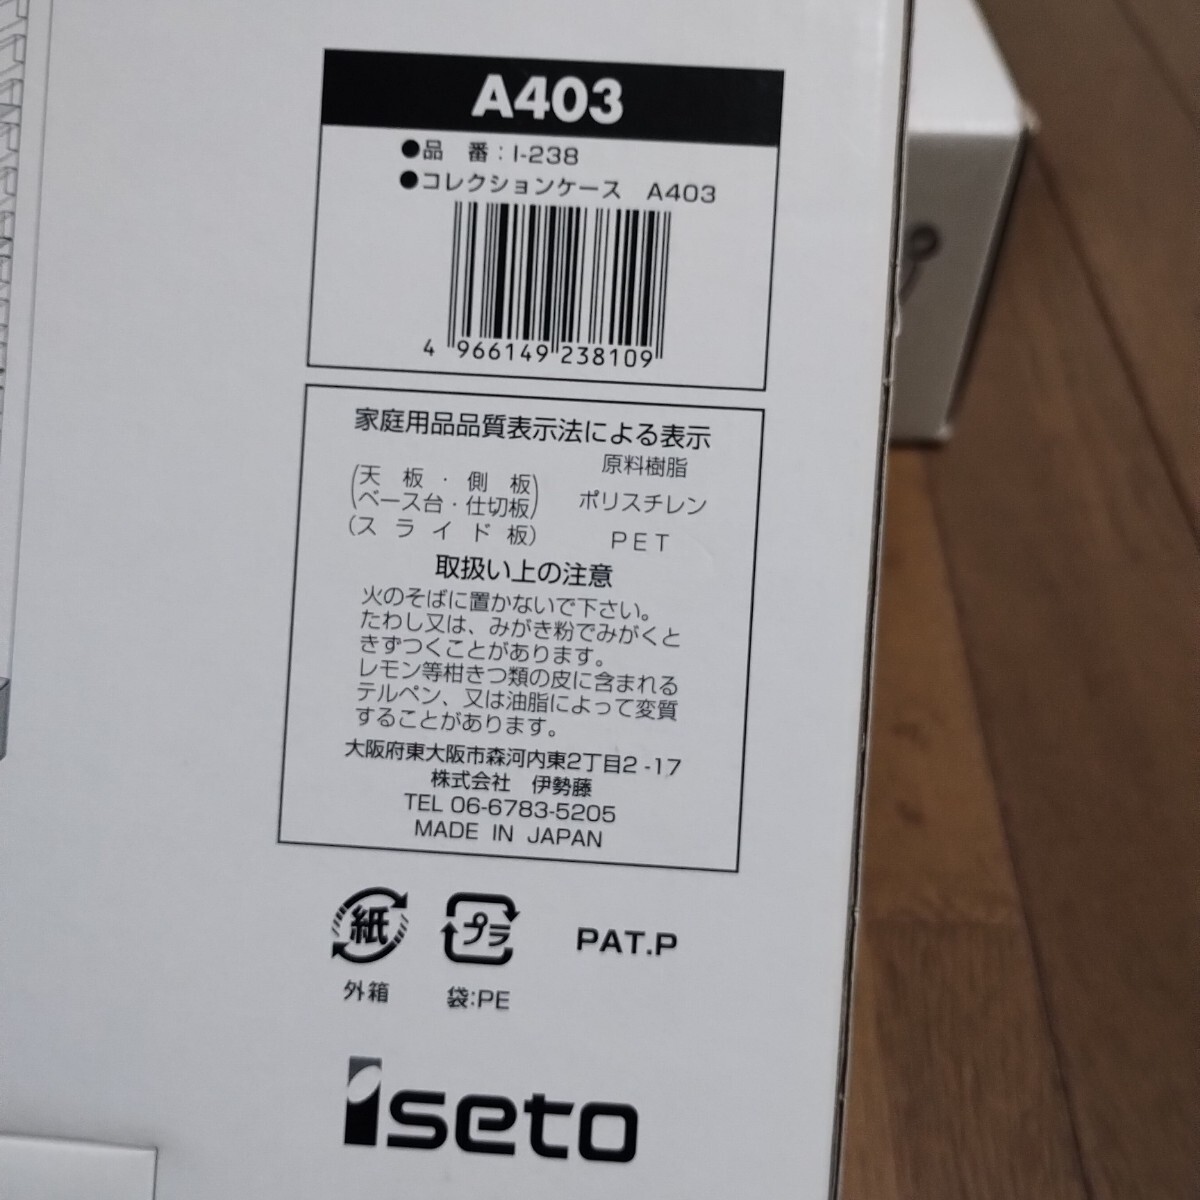 A403
●品 番：I-238
●コレクションケース A403
4 966149 238109
家庭用品品質表示法による表示
原料樹脂
(天板・側板
ベース台・仕切板) ポリスチレン
(スライド板) PET
取扱い上の注意
火のそばに置かないで下さい。
たわし又は、みがき粉でみがくと
きずつくことがあります。
レモン等柑きつ類の皮に含まれる
テルペン、又は油脂によって変質
することがあります。
大阪府東大阪市森河内東2丁目2-17
株式会社 伊勢藤
TEL 06-6783-5205
MADE IN JAPAN
紙 プラ PAT.P
外箱 袋:PE
iseto